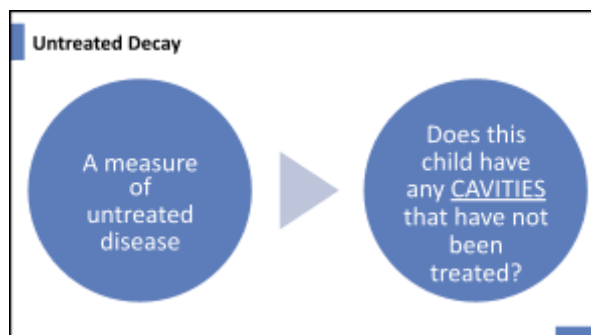 Untreated Decay
A measure
of
untreated
disease
Does this
child have
any CAVITIES
that have not
been
treated?